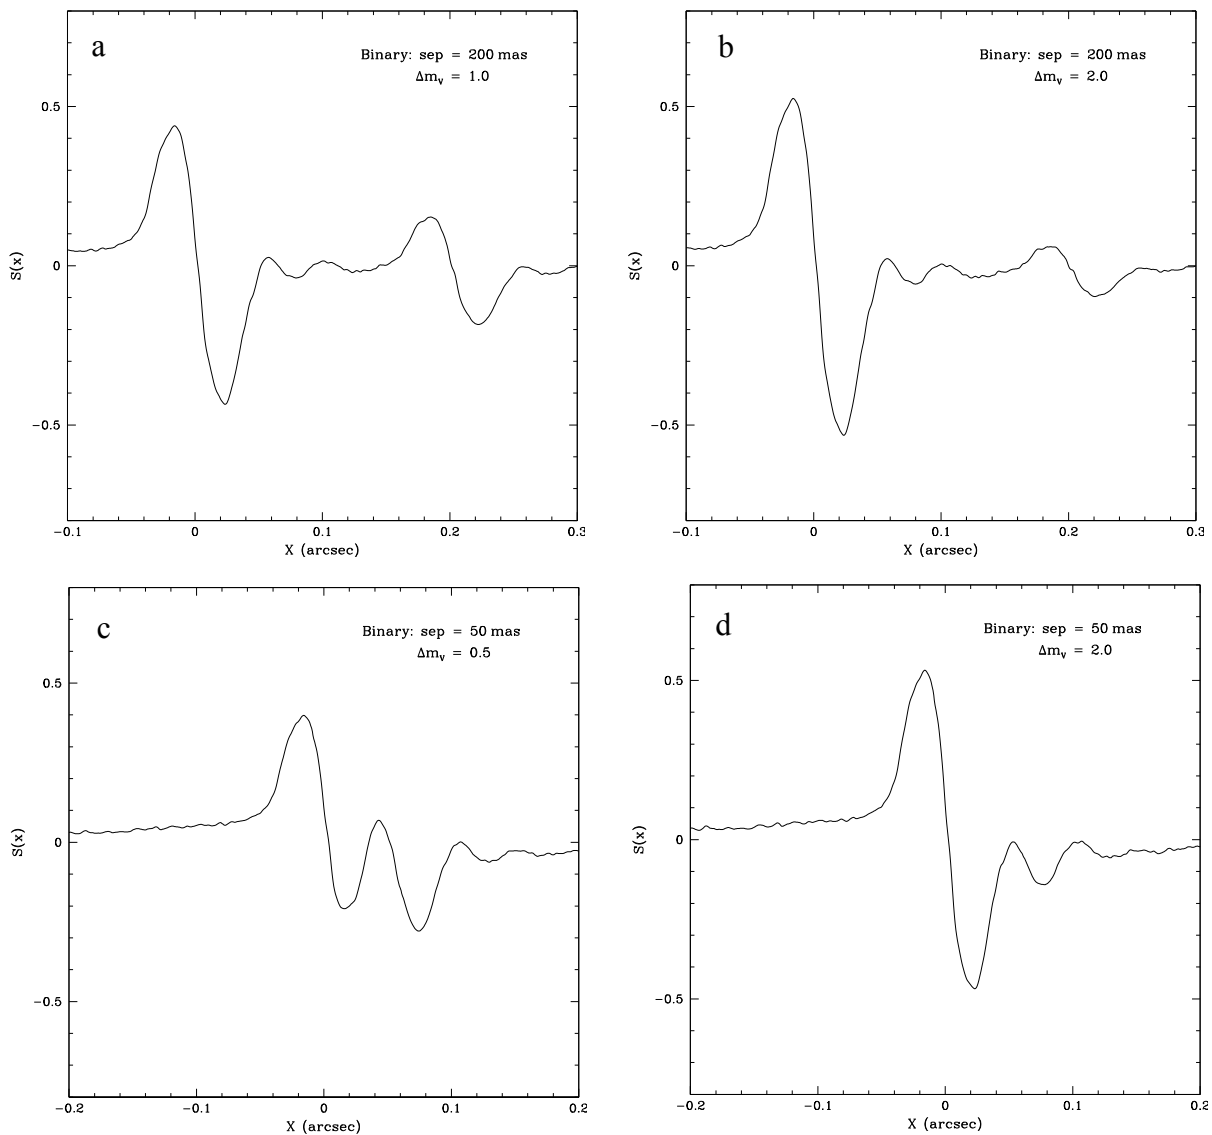 a
Binary: sep = 200 mas
Δmᵥ = 1.0
0.5
0
−0.5
S(x)
−0.1
0
0.1
0.2
0.3
X (arcsec)
b
Binary: sep = 200 mas
Δmᵥ = 2.0
0.5
0
−0.5
S(x)
−0.1
0
0.1
0.2
0.3
X (arcsec)
c
Binary: sep = 50 mas
Δmᵥ = 0.5
0.5
0
−0.5
S(x)
−0.2
−0.1
0
0.1
0.2
X (arcsec)
d
Binary: sep = 50 mas
Δmᵥ = 2.0
0.5
0
−0.5
S(x)
−0.2
−0.1
0
0.1
0.2
X (arcsec)